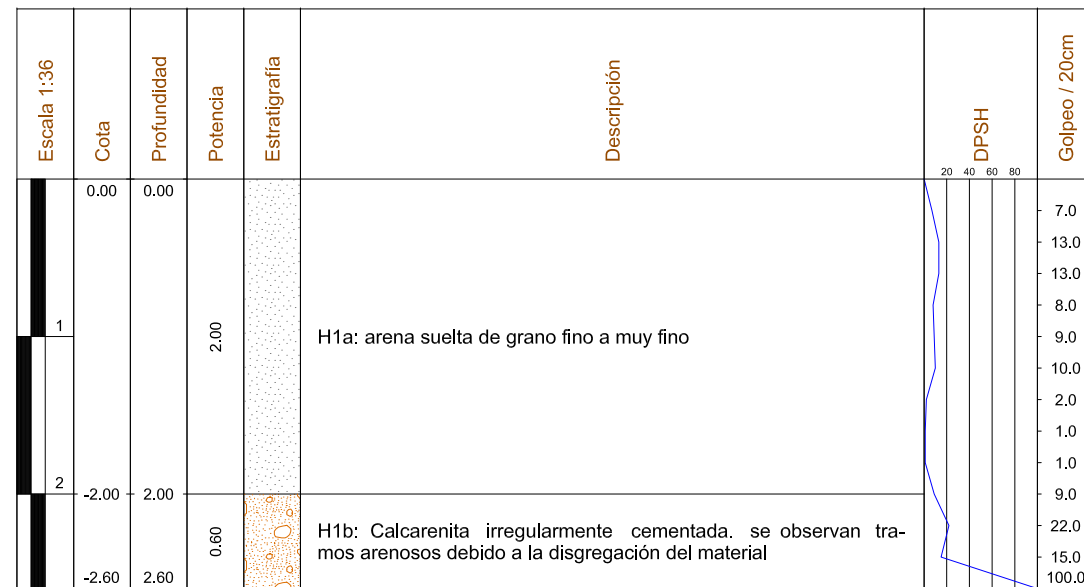 Escala 1:36
Cota
Profundidad
Potencia
Estratigrafía
Descripción
DPSH
Golpeo / 20cm
20 40 60 80
0.00 0.00
7.0
13.0
13.0
8.0
1
2.00
H1a: arena suelta de grano fino a muy fino
9.0
10.0
2.0
1.0
1.0
2
-2.00 2.00
9.0
0.60
H1b: Calcarenita irregularmente cementada. se observan tra-
mos arenosos debido a la disgregación del material
22.0
15.0
-2.60 2.60
100.0